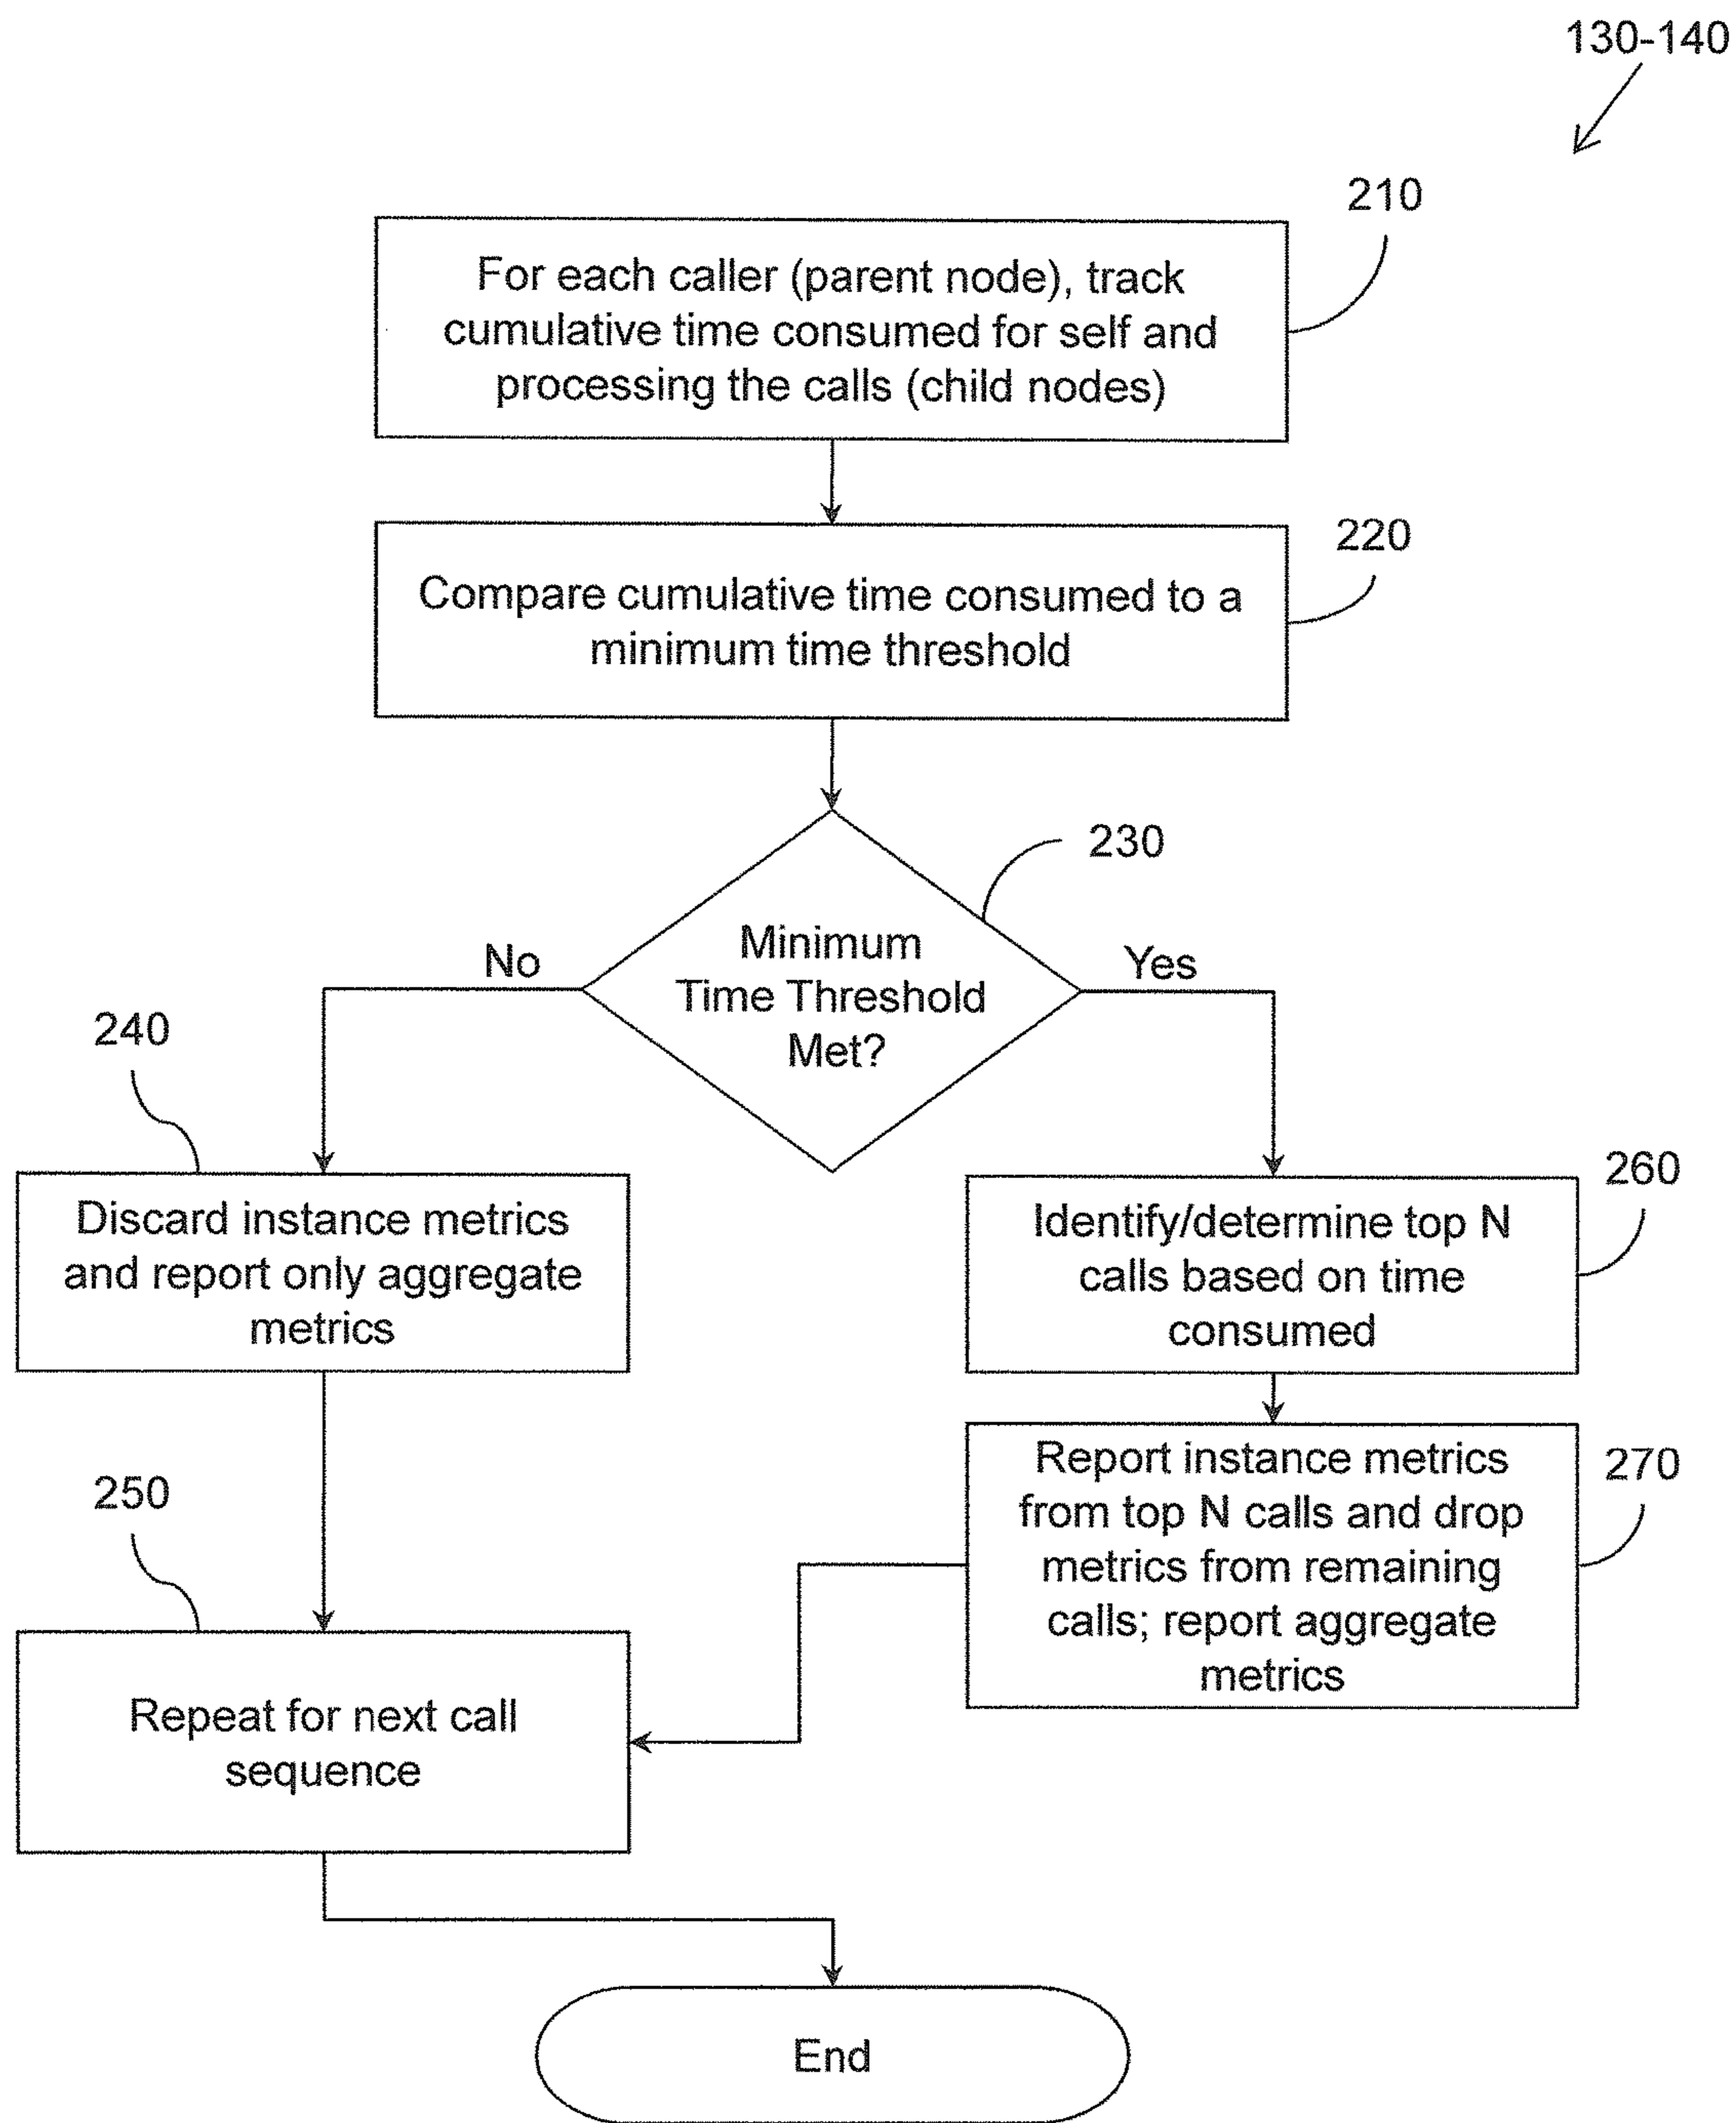 130-140
210
For each caller (parent node), track
cumulative time consumed for self and
processing the calls (child nodes)
220
Compare cumulative time consumed to a
minimum time threshold
230
Minimum
Time Threshold
Met?
No
Yes
240
Discard instance metrics
and report only aggregate
metrics
260
Identify/determine top N
calls based on time
consumed
270
Report instance metrics
from top N calls and drop
metrics from remaining
calls; report aggregate
metrics
250
Repeat for next call
sequence
End